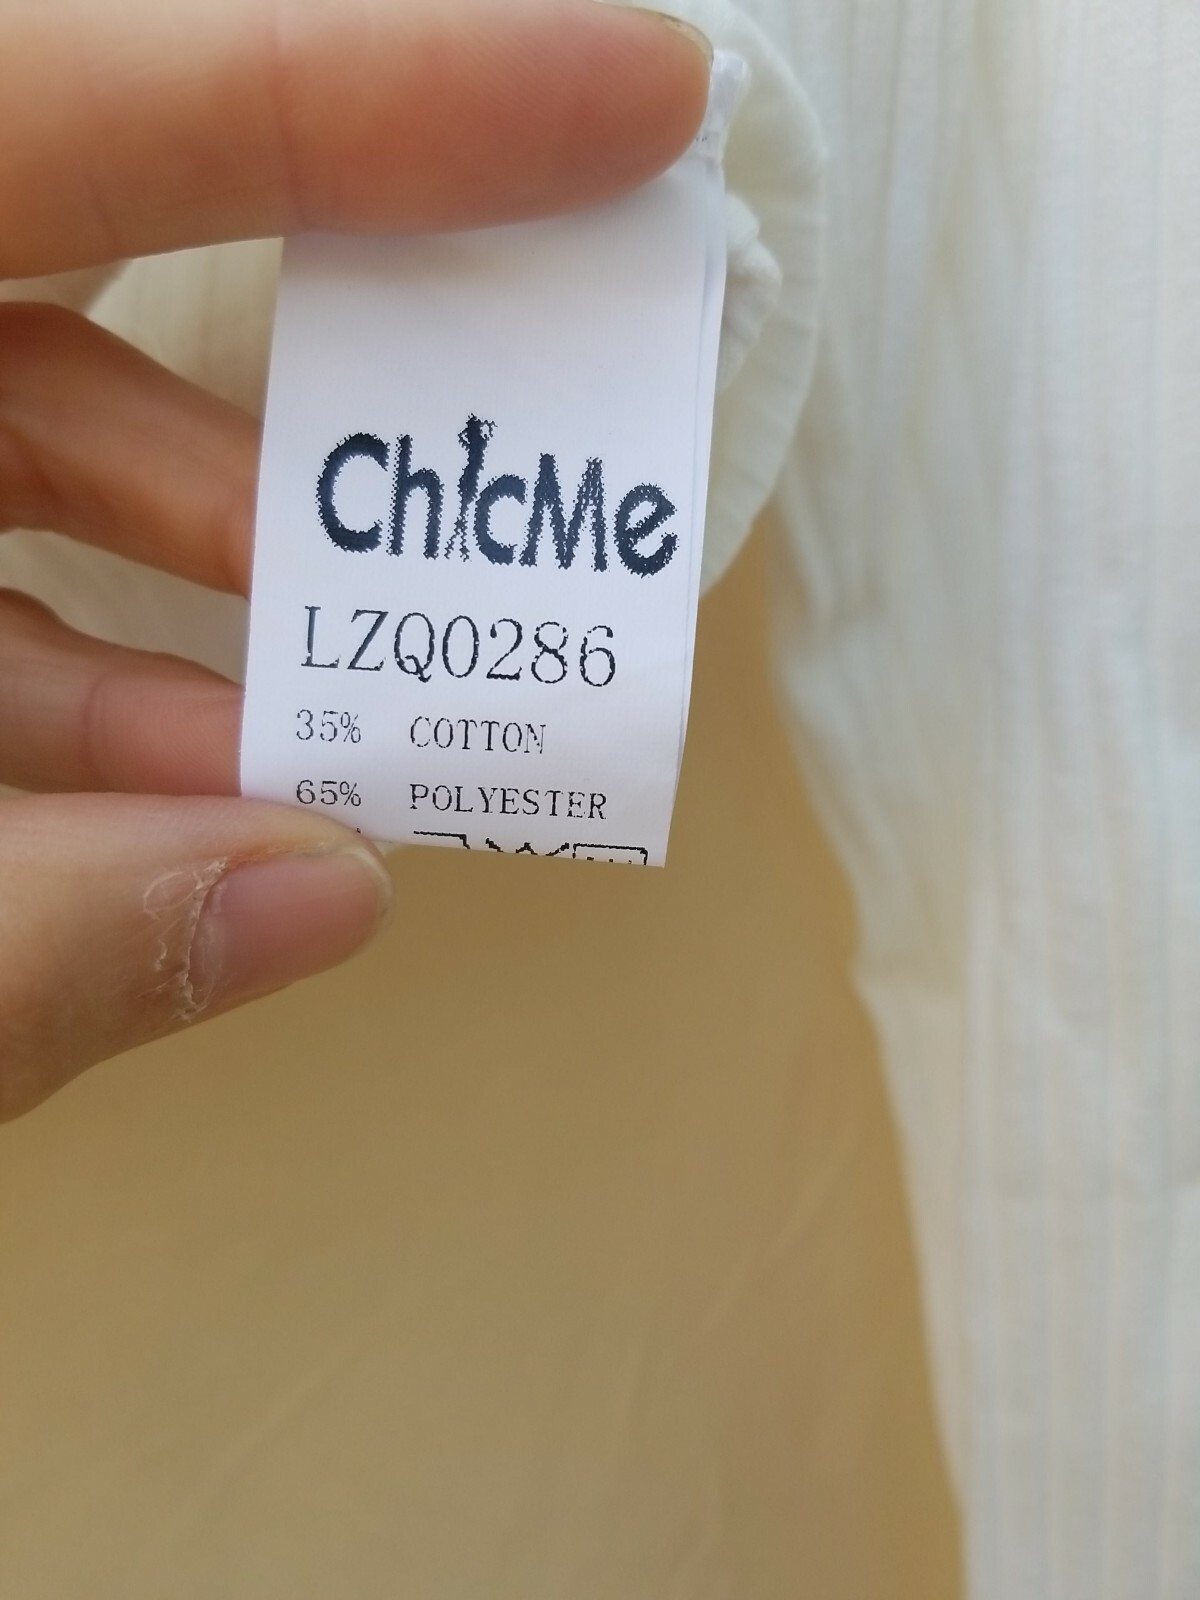 ChicMe
LZQ0286
35% COTTON
65% POLYESTER